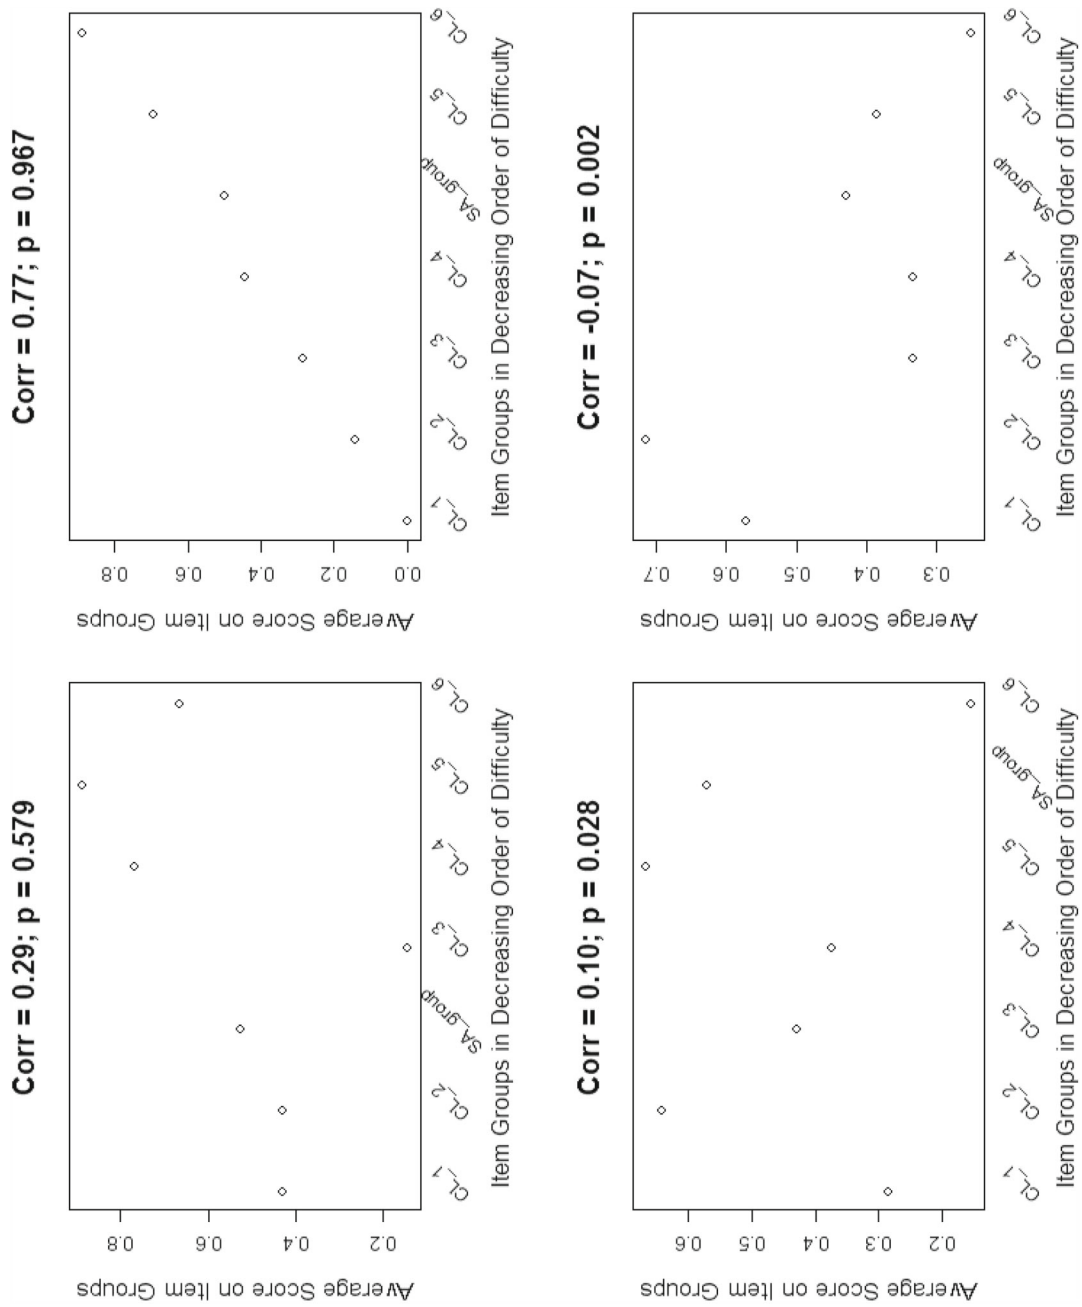 Corr = 0.29; p = 0.579
Average Score on Item Groups
0.8
0.6
0.4
0.2
CL_1
CL_2
SA_group
CL_3
CL_4
CL_5
CL_6
Item Groups in Decreasing Order of Difficulty
Corr = 0.77; p = 0.967
Average Score on Item Groups
0.8
0.6
0.4
0.2
0.0
CL_1
CL_2
CL_3
CL_4
SA_group
CL_5
CL_6
Item Groups in Decreasing Order of Difficulty
Corr = 0.10; p = 0.028
Average Score on Item Groups
0.6
0.5
0.4
0.3
0.2
CL_1
CL_2
CL_3
CL_4
CL_5
SA_group
CL_6
Item Groups in Decreasing Order of Difficulty
Corr = -0.07; p = 0.002
Average Score on Item Groups
0.7
0.6
0.5
0.4
0.3
CL_1
CL_2
CL_3
CL_4
SA_group
CL_5
CL_6
Item Groups in Decreasing Order of Difficulty